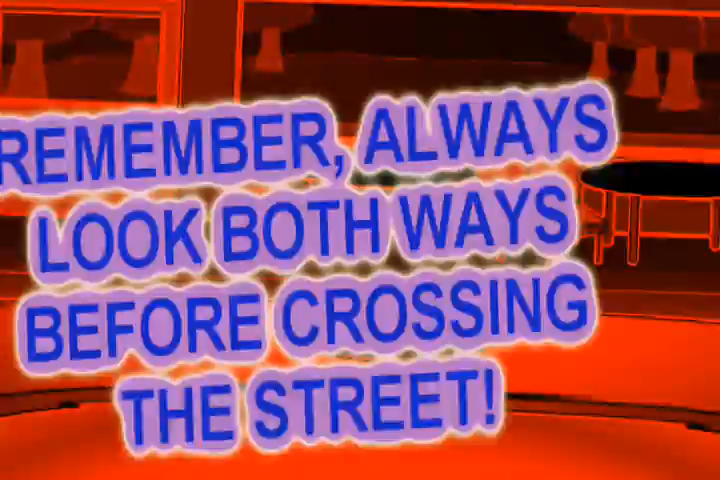 REMEMBER, ALWAYS
LOOK BOTH WAYS
BEFORE CROSSING
THE STREET!